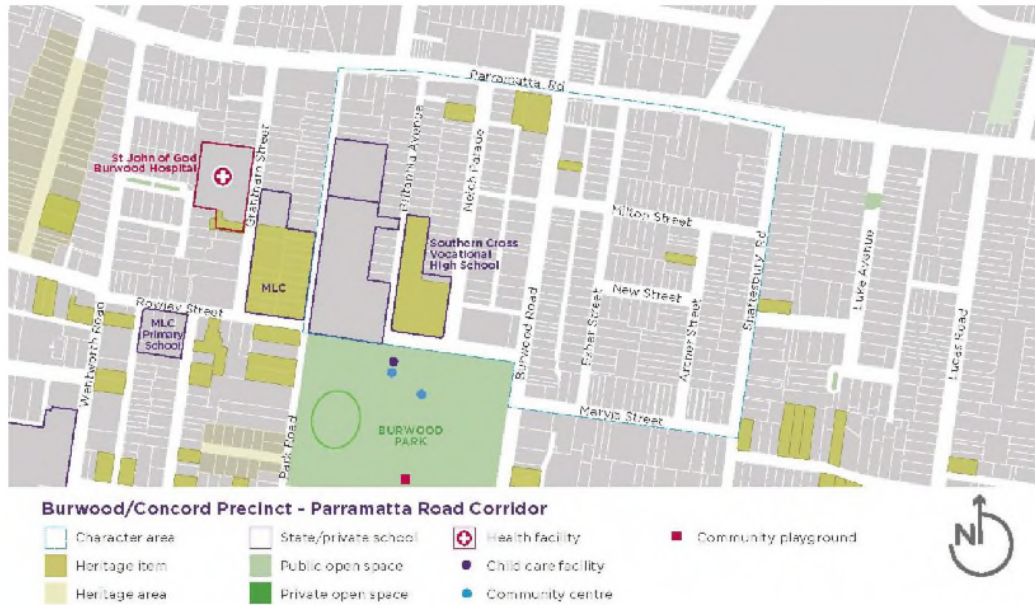 Parramatta Rd
St John of God
Burwood Hospital
Grantham Street
Britannia Avenue
Neich Parade
Milton Street
Southern Cross
Vocational
High School
MLC
Shaftesbury Rd
Luke Avenue
New Street
Rowley Street
MLC
Primary
School
Wentworth Road
Burwood Road
Esher Street
Archer Street
Lucas Road
Marvis Street
Park Road
BURWOOD
PARK
Burwood/Concord Precinct - Parramatta Road Corridor
Character area
State/private school
Health facility
Community playground
Heritage item
Public open space
Child care facility
Heritage area
Private open space
Community centre
N